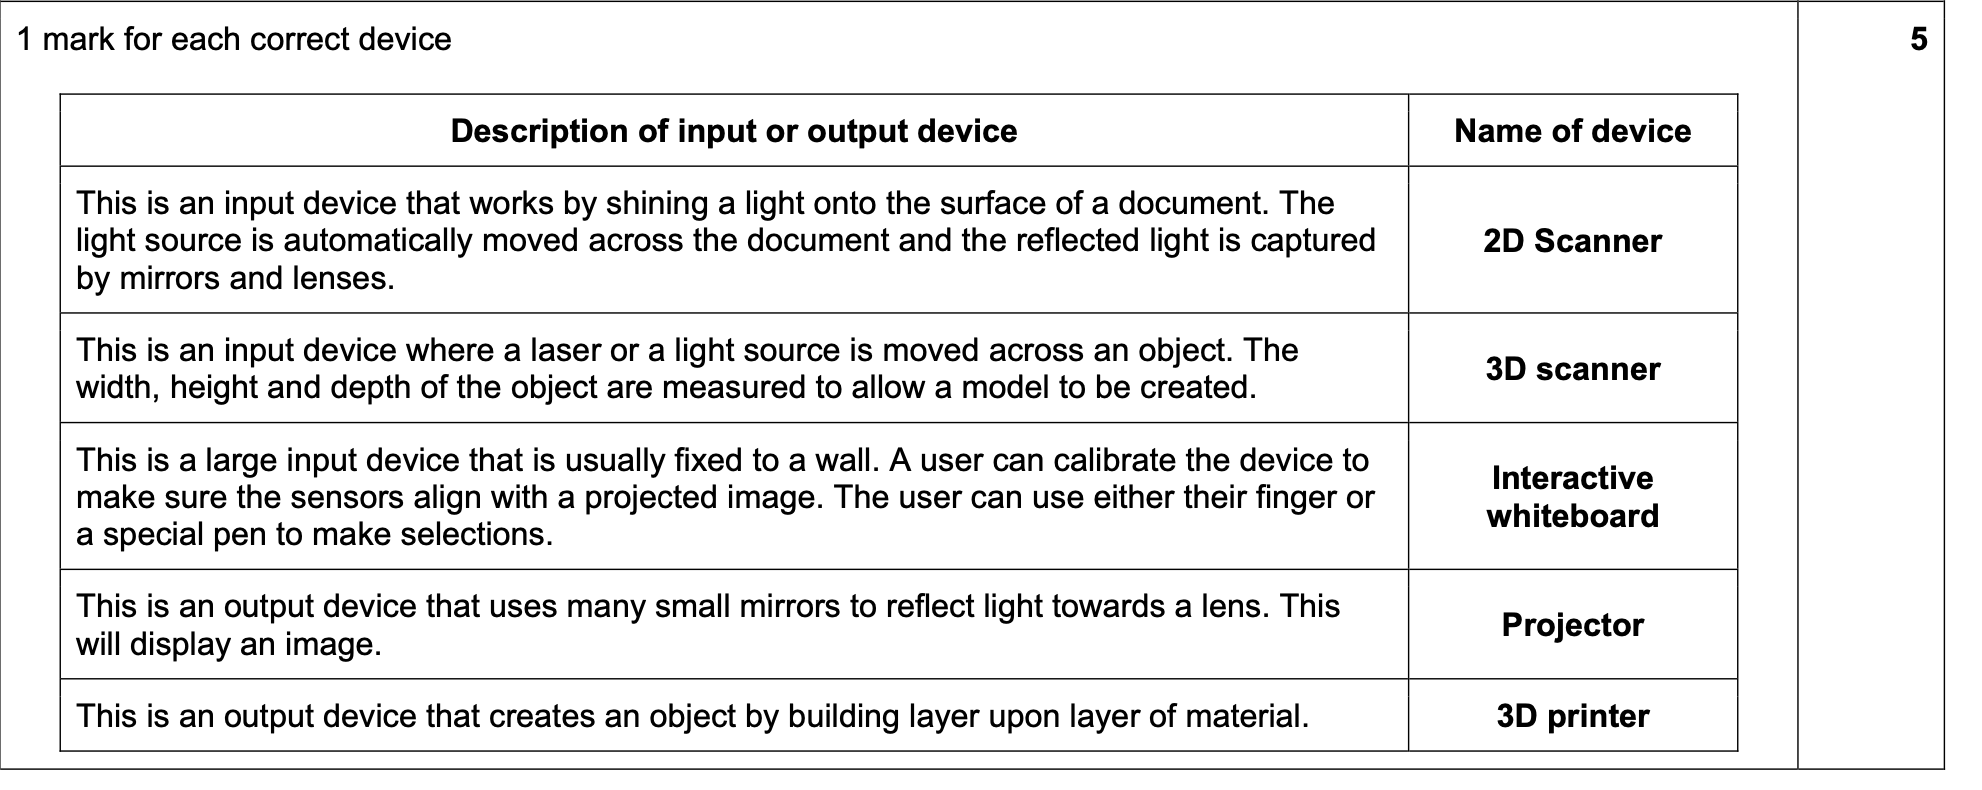 1 mark for each correct device
5
Description of input or output device
Name of device
This is an input device that works by shining a light onto the surface of a document. The
light source is automatically moved across the document and the reflected light is captured
by mirrors and lenses.
2D Scanner
This is an input device where a laser or a light source is moved across an object. The
width, height and depth of the object are measured to allow a model to be created.
3D scanner
This is a large input device that is usually fixed to a wall. A user can calibrate the device to
make sure the sensors align with a projected image. The user can use either their finger or
a special pen to make selections.
Interactive
whiteboard
This is an output device that uses many small mirrors to reflect light towards a lens. This
will display an image.
Projector
This is an output device that creates an object by building layer upon layer of material.
3D printer